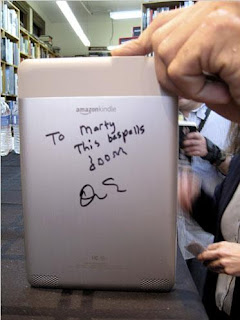 amazonkindle
To Marty
This bespells
doom